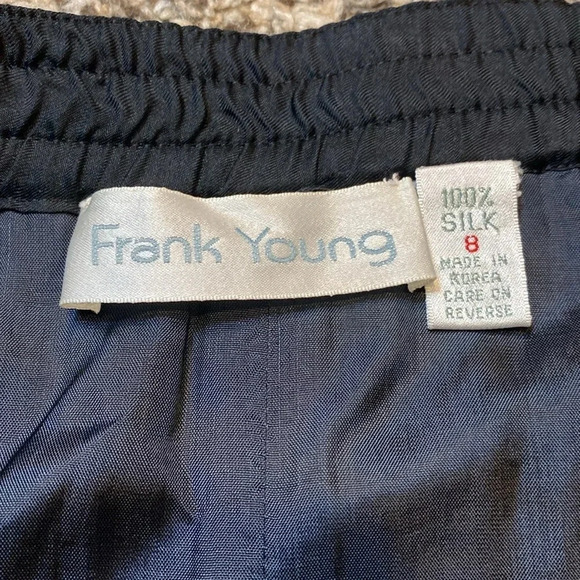 Frank Young
100%
SILK
8
MADE IN
KOREA
CARE ON
REVERSE